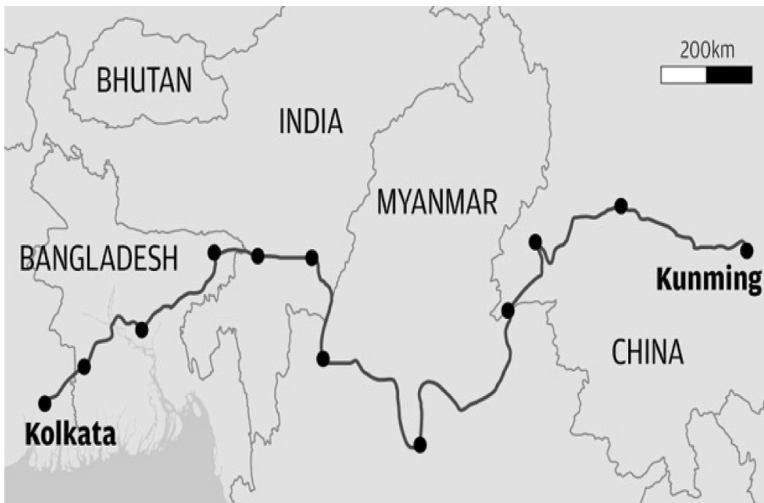 200km
BHUTAN
INDIA
MYANMAR
BANGLADESH
Kunming
CHINA
Kolkata